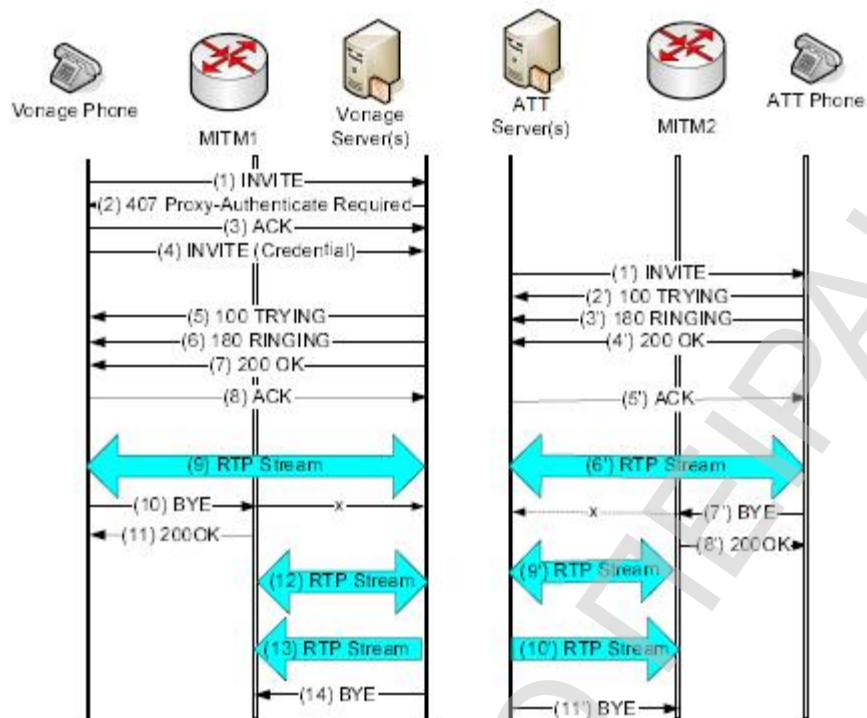 Vonage Phone
MITM1
Vonage
Server(s)
ATT
Server(s)
MITM2
ATT Phone
(1) INVITE
(2) 407 Proxy-Authenticate Required
(3) ACK
(4) INVITE (Credential)
(1') INVITE
(2') 100 TRYING
(5) 100 TRYING
(3') 180 RINGING
(6) 180 RINGING
(4') 200 OK
(7) 200 OK
(8) ACK
(5') ACK
(9) RTP Stream
(6') RTP Stream
(10) BYE
x
x
(7') BYE
(11) 200OK
(8') 200OK
(12) RTP Stream
(9') RTP Stream
(13) RTP Stream
(10') RTP Stream
(14) BYE
(11') BYE